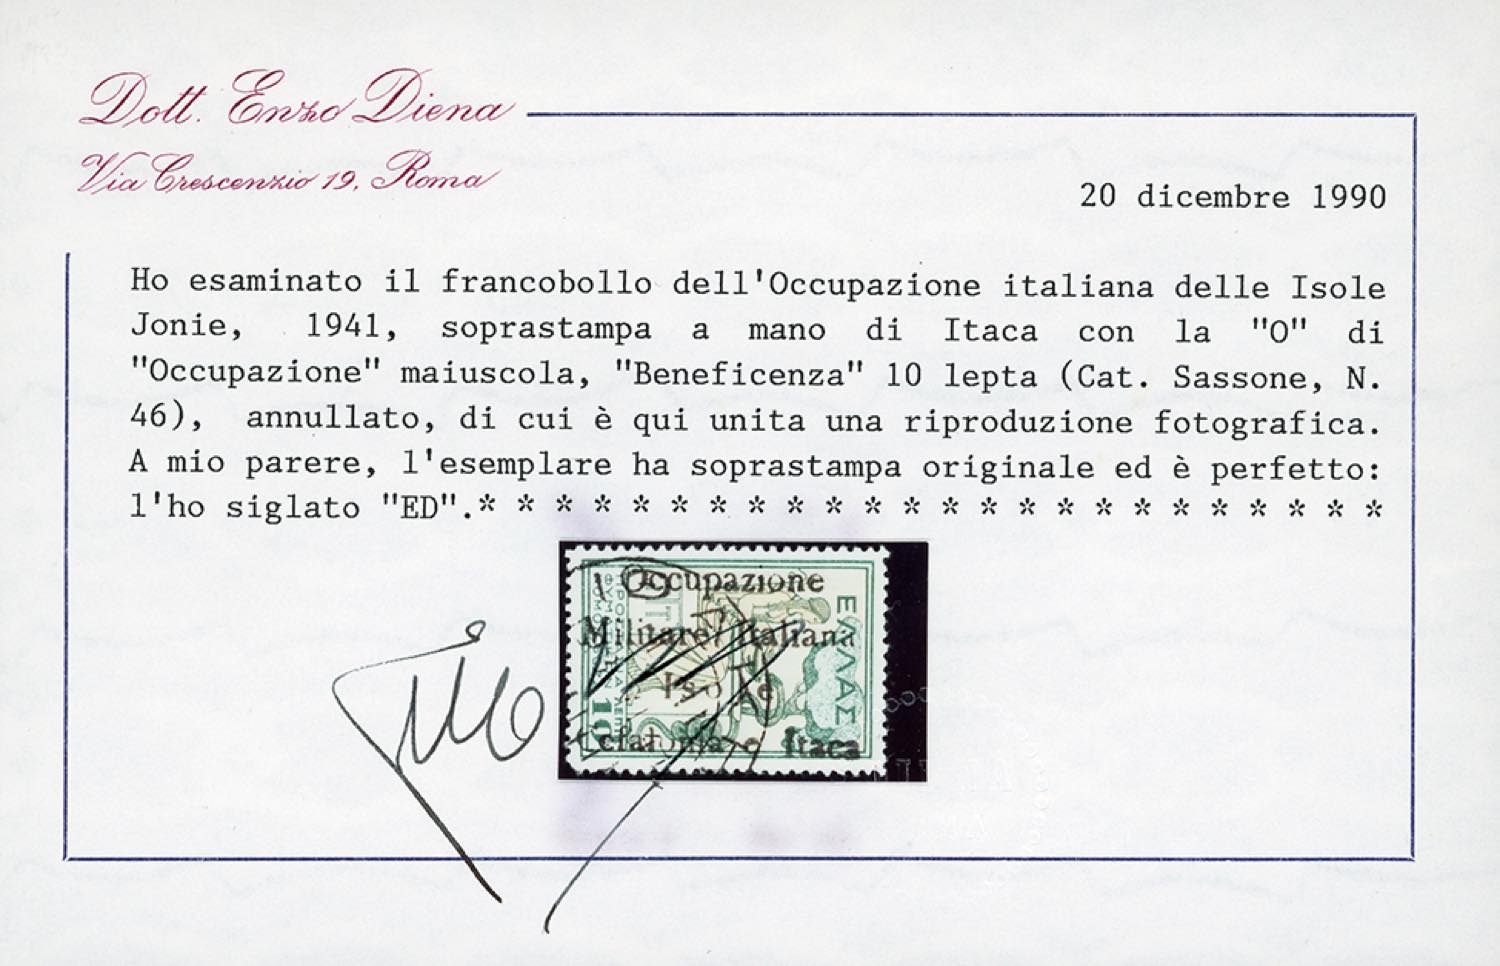 Dott. Enzo Diena
Via Crescenzio 19, Roma
20 dicembre 1990
Ho esaminato il francobollo dell'Occupazione italiana delle Isole
Jonie, 1941, soprastampa a mano di Itaca con la "O" di
"Occupazione" maiuscola, "Beneficenza" 10 lepta (Cat. Sassone, N.
46), annullato, di cui è qui unita una riproduzione fotografica.
A mio parere, l'esemplare ha soprastampa originale ed è perfetto:
l'ho siglato "ED".* * * * * * * * * * * * * * * * * * * * * * * *
Occupazione
Militare Italiana
Isole
Cefalonia e Itaca
ΕΛΛΑΣ
10